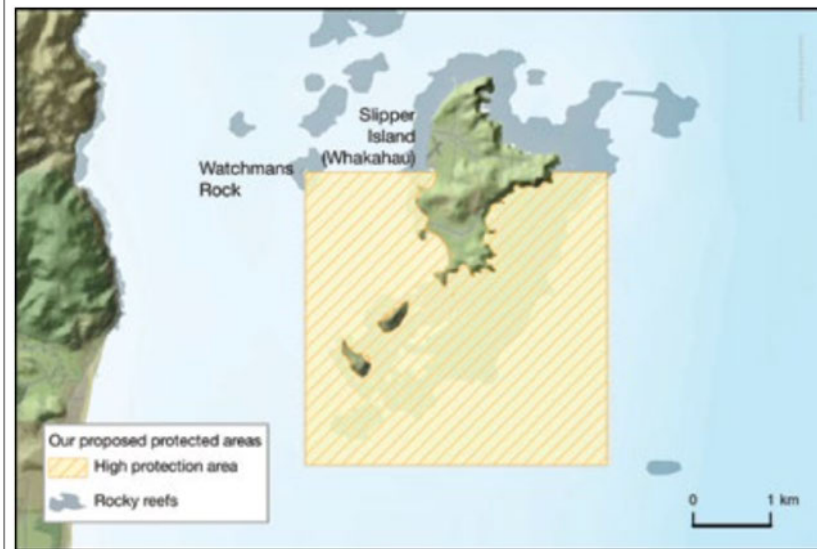 Slipper
Island
(Whakahau)
Watchmans
Rock
Our proposed protected areas
High protection area
Rocky reefs
0 1 km